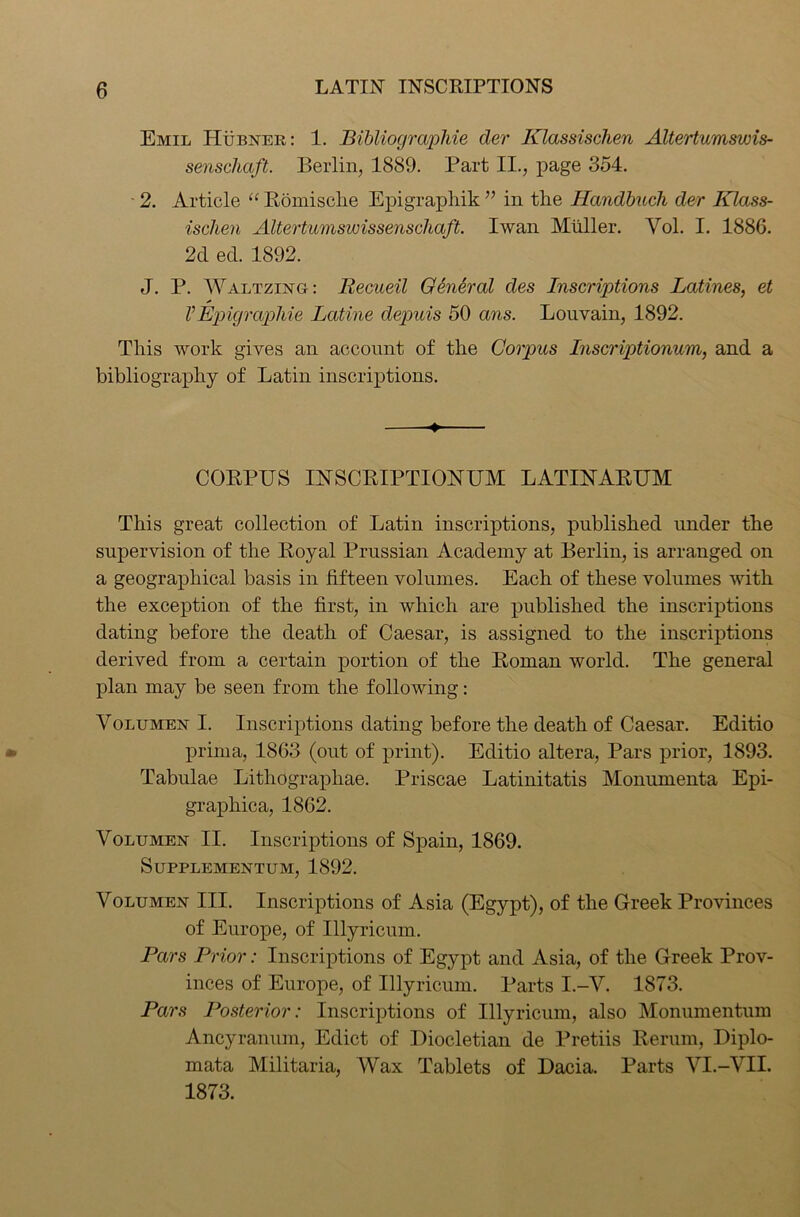 6
LATIN INSCRIPTIONS
Emil Hübner: 1. Bibliographie der Klassischen Altertumswis-
senschaft. Berlin, 1889. Part II., page 354.
2. Article “Römische Epigraphik” in the Handbuch der Klass-
ischen Altertumswissenschaft. Iwan Müller. Vol. I. 1886.
2d ed. 1892.
J. P. Waltzing: Recueil Général des Inscriptions Latines, et
l’Épigraphie Latine depuis 50 ans. Louvain, 1892.
This work gives an account of the Corpus Inscriptionum, and a
bibliography of Latin inscriptions.
CORPUS INSCRIPTIONUM LATINARUM
This great collection of Latin inscriptions, published under the
supervision of the Royal Prussian Academy at Berlin, is arranged on
a geographical basis in fifteen volumes. Each of these volumes with
the exception of the first, in which are published the inscriptions
dating before the death of Caesar, is assigned to the inscriptions
derived from a certain portion of the Roman world. The general
plan may be seen from the following:
Volumen I. Inscriptions dating before the death of Caesar. Editio
prima, 1863 (out of print). Editio altera, Pars prior, 1893.
Tabulae Lithographae. Priscae Latinitatis Monumenta Epi-
graphica, 1862.
Volumen II. Inscriptions of Spain, 1869.
Supplementum, 1892.
Volumen III. Inscriptions of Asia (Egypt), of the Greek Provinces
of Europe, of Illyricum.
Pars Prior: Inscriptions of Egypt and Asia, of the Greek Prov-
inces of Europe, of Illyricum. Parts I.–V. 1873.
Pars Posterior: Inscriptions of Illyricum, also Monumentum
Ancyranum, Edict of Diocletian de Pretiis Rerum, Diplo-
mata Militaria, Wax Tablets of Dacia. Parts VI.–VII.
1873.